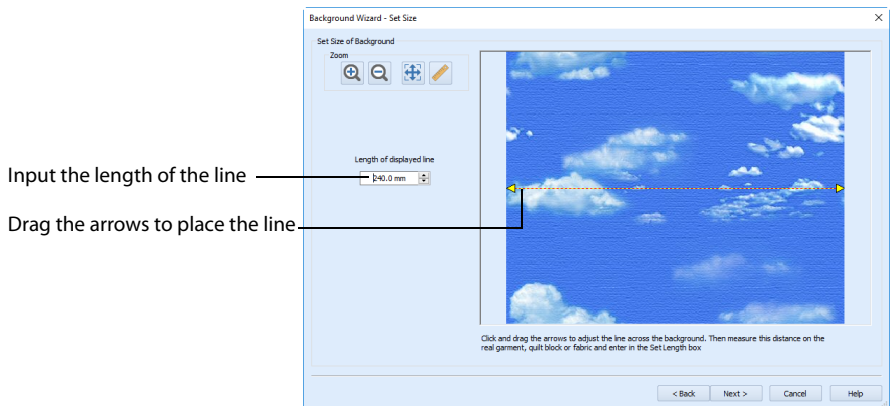 Background Wizard - Set Size
Set Size of Background
Zoom
Length of displayed line
240.0 mm
Input the length of the line
Drag the arrows to place the line
Click and drag the arrows to adjust the line across the background. Then measure this distance on the
real garment, quilt block or fabric and enter in the Set Length box
< Back
Next >
Cancel
Help